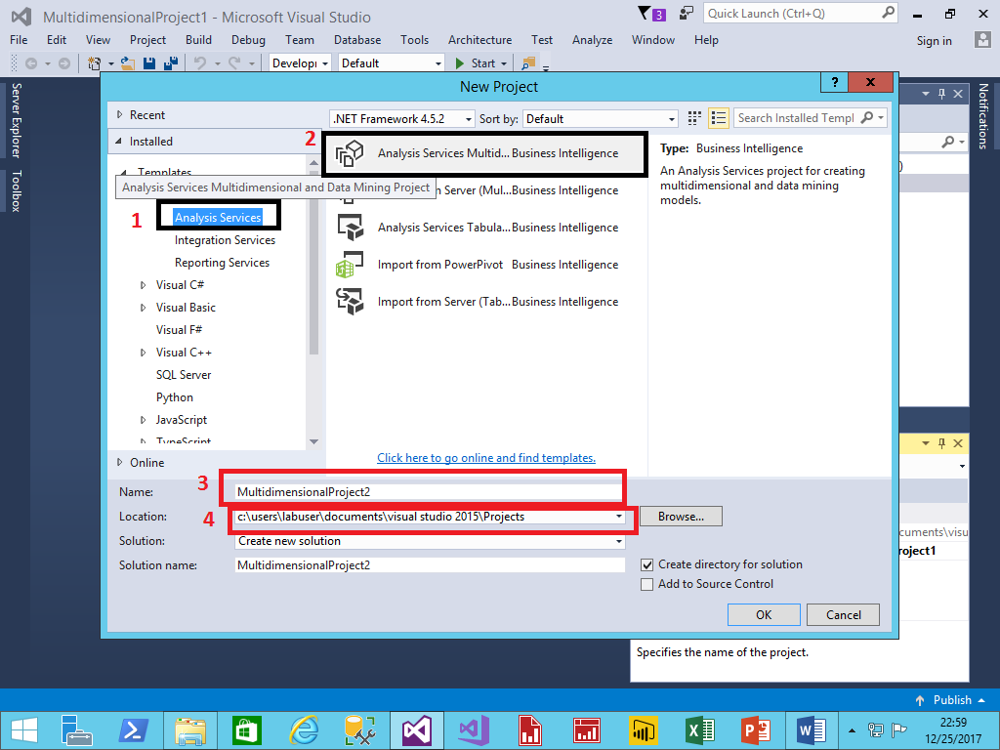 MultidimensionalProject1 - Microsoft Visual Studio
3
Quick Launch (Ctrl+Q)
File Edit View Project Build Debug Team Database Tools Architecture Test Analyze Window Help
Sign in
Develop Default Start
New Project
?
Server Explorer
Toolbox
Notifications
Recent
.NET Framework 4.5.2
Sort by: Default
Search Installed Templ
Installed
2
Analysis Services Multid... Business Intelligence
Type: Business Intelligence
An Analysis Services project for creating
multidimensional and data mining
models.
Templates
Analysis Services Multidimensional and Data Mining Project
n Server (Mul... Business Intelligence
1
Analysis Services
Analysis Services Tabula... Business Intelligence
Integration Services
Reporting Services
Import from PowerPivot Business Intelligence
Visual C#
Import from Server (Tab... Business Intelligence
Visual Basic
Visual F#
Visual C++
SQL Server
Python
JavaScript
TypeScript
Online
Click here to go online and find templates.
3
Name: MultidimensionalProject2
4
Location: c:\users\labuser\documents\visual studio 2015\Projects
Browse...
Solution: Create new solution
Solution name: MultidimensionalProject2
Create directory for solution
Add to Source Control
OK Cancel
cuments\visu
roject1
Specifies the name of the project.
Publish
22:59
12/25/2017